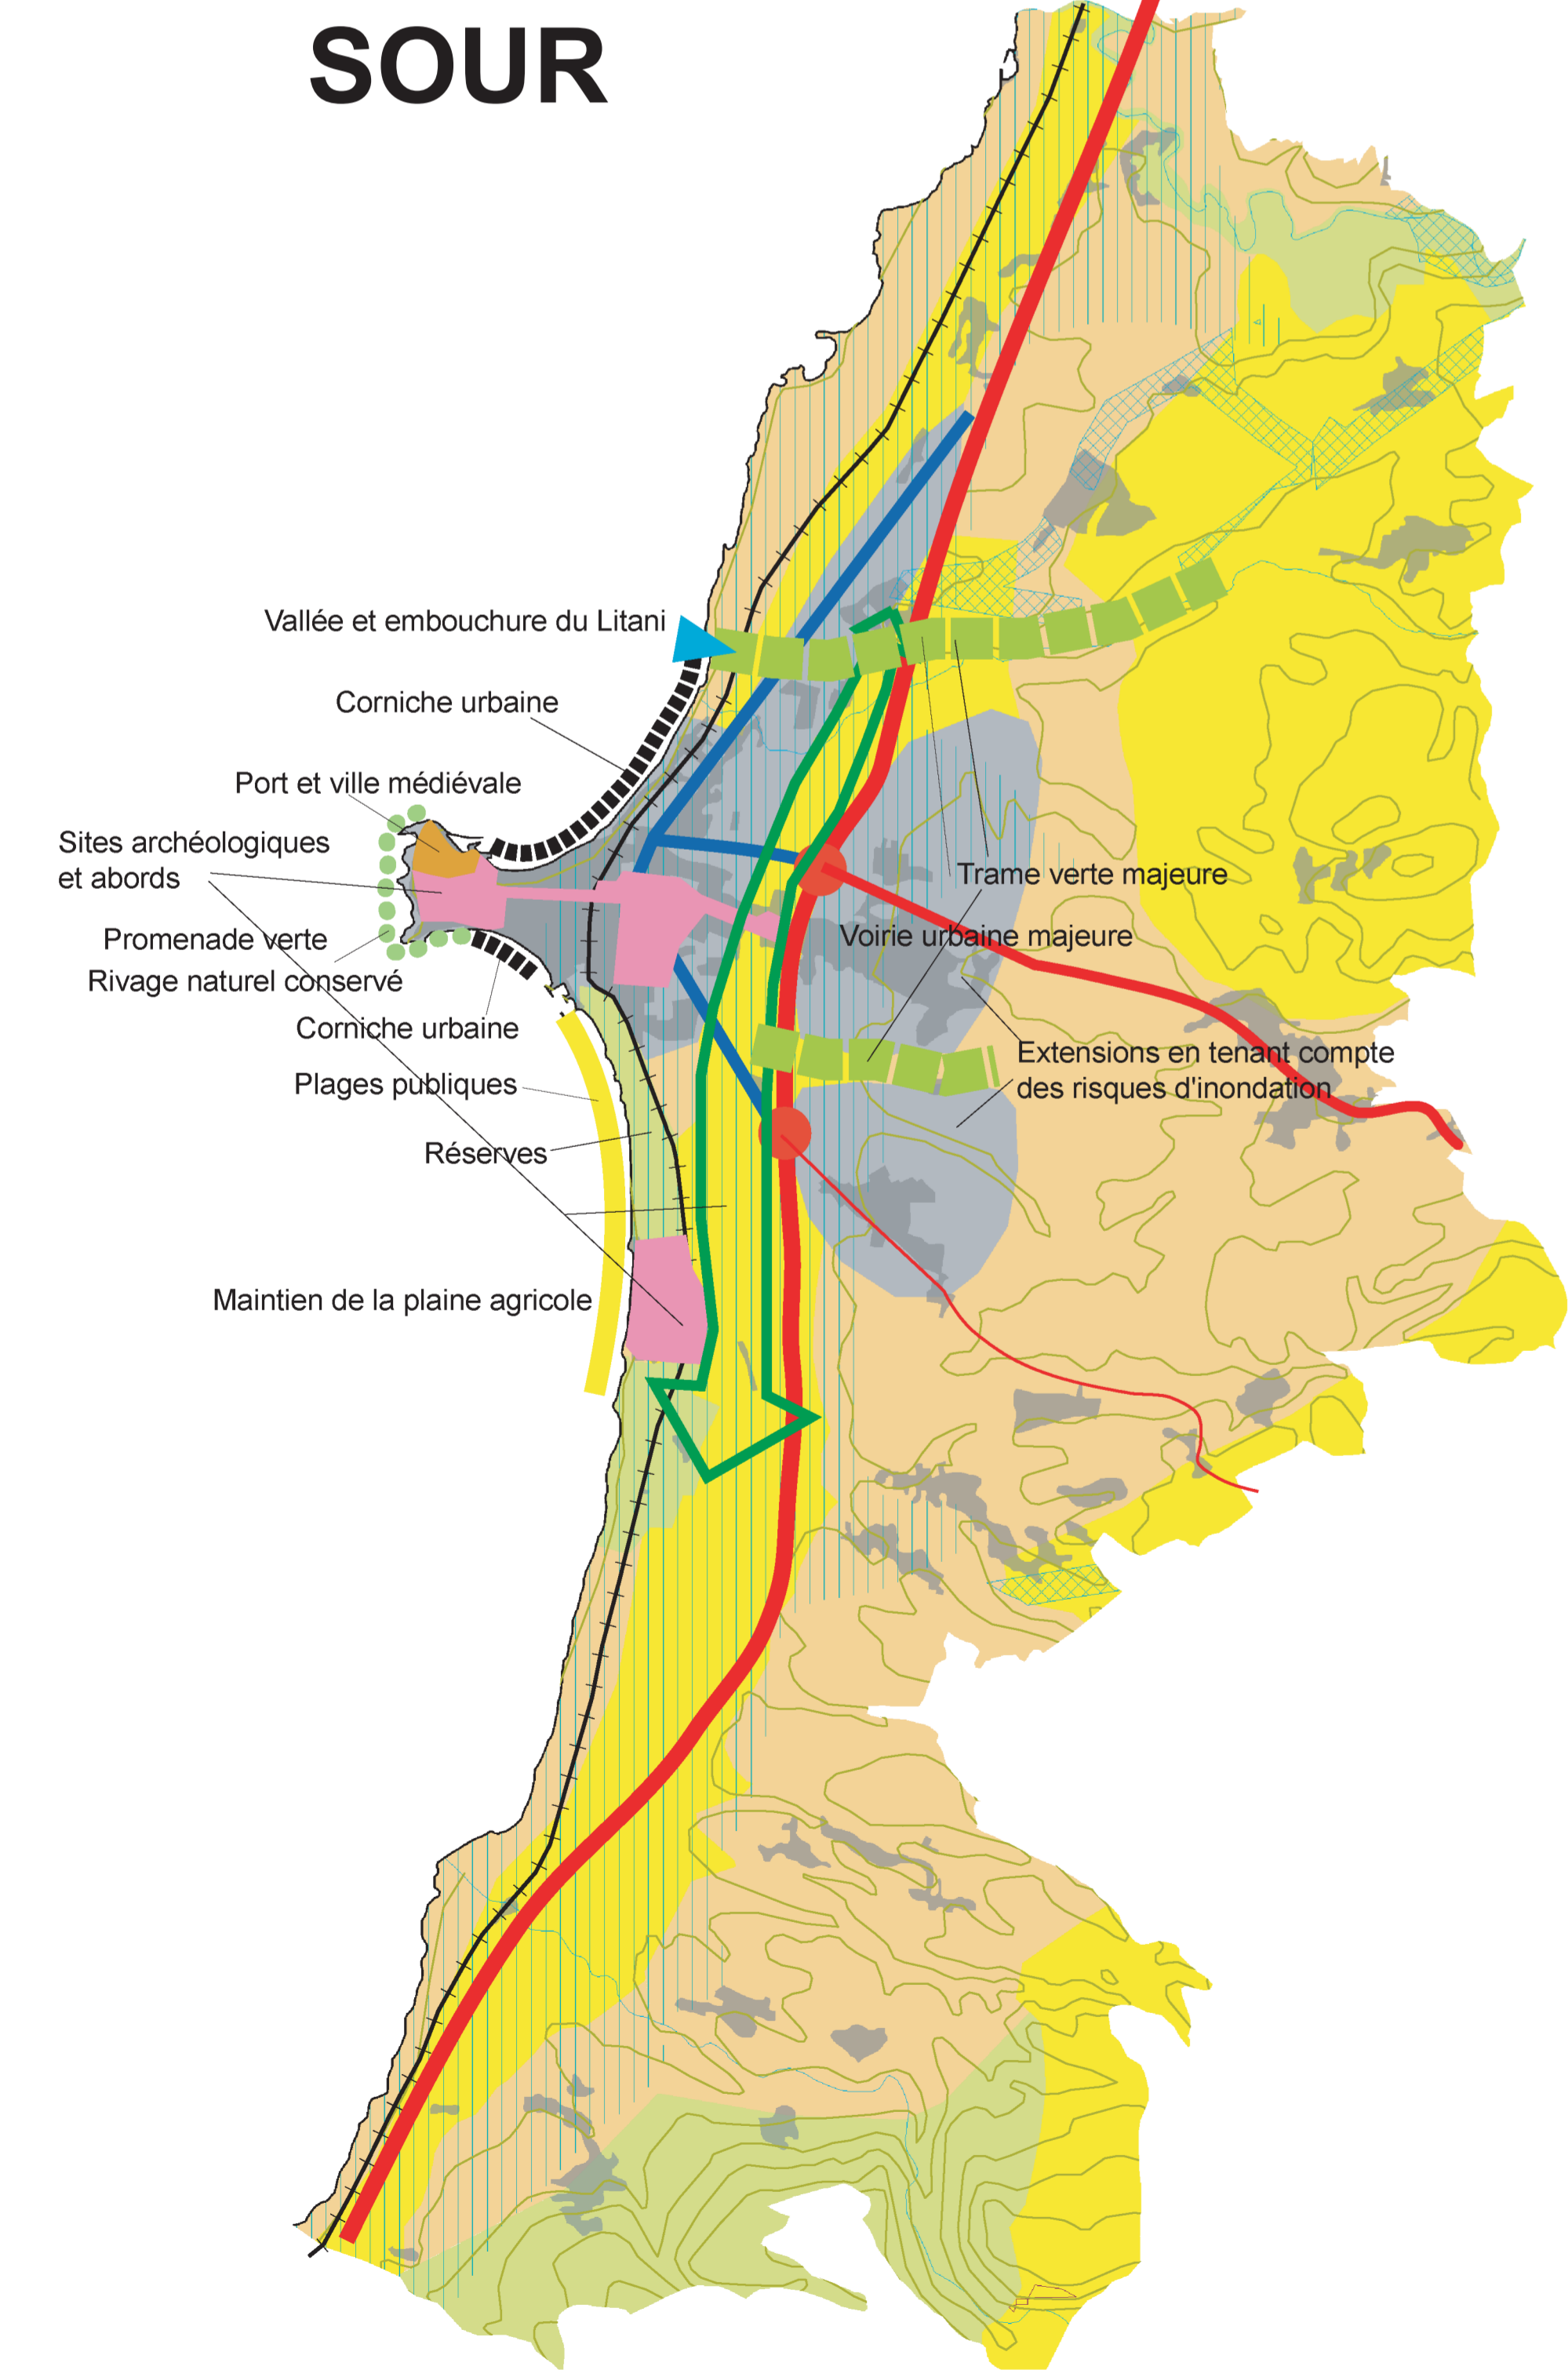 SOUR
Vallée et embouchure du Litani
Corniche urbaine
Port et ville médiévale
Sites archéologiques
et abords
Trame verte majeure
Promenade verte
Voirie urbaine majeure
Rivage naturel conservé
Corniche urbaine
Extensions en tenant compte
des risques d'inondation
Plages publiques
Réserves
Maintien de la plaine agricole